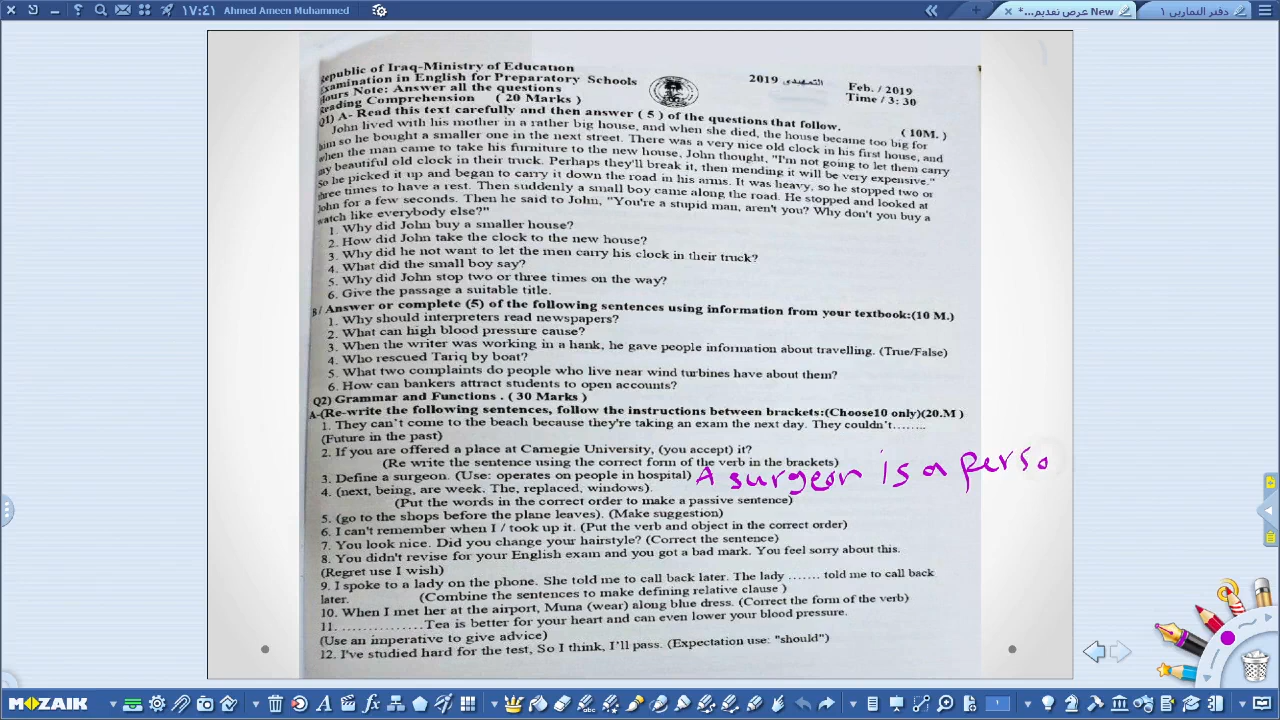 ١٧:٤١ Ahmed Ameen Muhammed
New عرض تقديم...*
دفتر التمارين ١
Republic of Iraq-Ministry of Education
Examination in English for Preparatory Schools
Hours Note: Answer all the questions
Reading Comprehension ( 20 Marks )
التمهيدي 2019
Feb. / 2019
Time / 3: 30
Q1) A- Read this text carefully and then answer ( 5 ) of the questions that follow. ( 10M. )
John lived with his mother in a rather big house, and when she died, the house became too big for
him so he bought a smaller one in the next street. There was a very nice old clock in his first house, and
when the man came to take his furniture to the new house, John thought, "I'm not going to let them carry
my beautiful old clock in their truck. Perhaps they'll break it, then mending it will be very expensive."
So he picked it up and began to carry it down the road in his arms. It was heavy, so he stopped two or
three times to have a rest. Then suddenly a small boy came along the road. He stopped and looked at
John for a few seconds. Then he said to John, "You're a stupid man, aren't you? Why don't you buy a
watch like everybody else?"
1. Why did John buy a smaller house?
2. How did John take the clock to the new house?
3. Why did he not want to let the men carry his clock in their truck?
4. What did the small boy say?
5. Why did John stop two or three times on the way?
6. Give the passage a suitable title.
B / Answer or complete (5) of the following sentences using information from your textbook:(10 M.)
1. Why should interpreters read newspapers?
2. What can high blood pressure cause?
3. When the writer was working in a hank, he gave people information about travelling. (True/False)
4. Who rescued Tariq by boat?
5. What two complaints do people who live near wind turbines have about them?
6. How can bankers attract students to open accounts?
Q2) Grammar and Functions . ( 30 Marks )
A-(Re-write the following sentences, follow the instructions between brackets:(Choose10 only)(20.M )
1. They can't come to the beach because they're taking an exam the next day. They couldn't........
(Future in the past)
2. If you are offered a place at Carnegie University, (you accept) it?
(Re write the sentence using the correct form of the verb in the brackets)
3. Define a surgeon. (Use: operates on people in hospital) A surgeon is a perso
4. (next, being, are week. The, replaced, windows).
(Put the words in the correct order to make a passive sentence)
5. (go to the shops before the plane leaves). (Make suggestion)
6. I can't remember when I / took up it. (Put the verb and object in the correct order)
7. You look nice. Did you change your hairstyle? (Correct the sentence)
8. You didn't revise for your English exam and you got a bad mark. You feel sorry about this.
(Regret use I wish)
9. I spoke to a lady on the phone. She told me to call back later. The lady ....... told me to call back
later. (Combine the sentences to make defining relative clause )
10. When I met her at the airport, Muna (wear) along blue dress. (Correct the form of the verb)
11. ............... Tea is better for your heart and can even lower your blood pressure.
(Use an imperative to give advice)
12. I've studied hard for the test, So I think, I'll pass. (Expectation use: "should")
MOZAIK
1